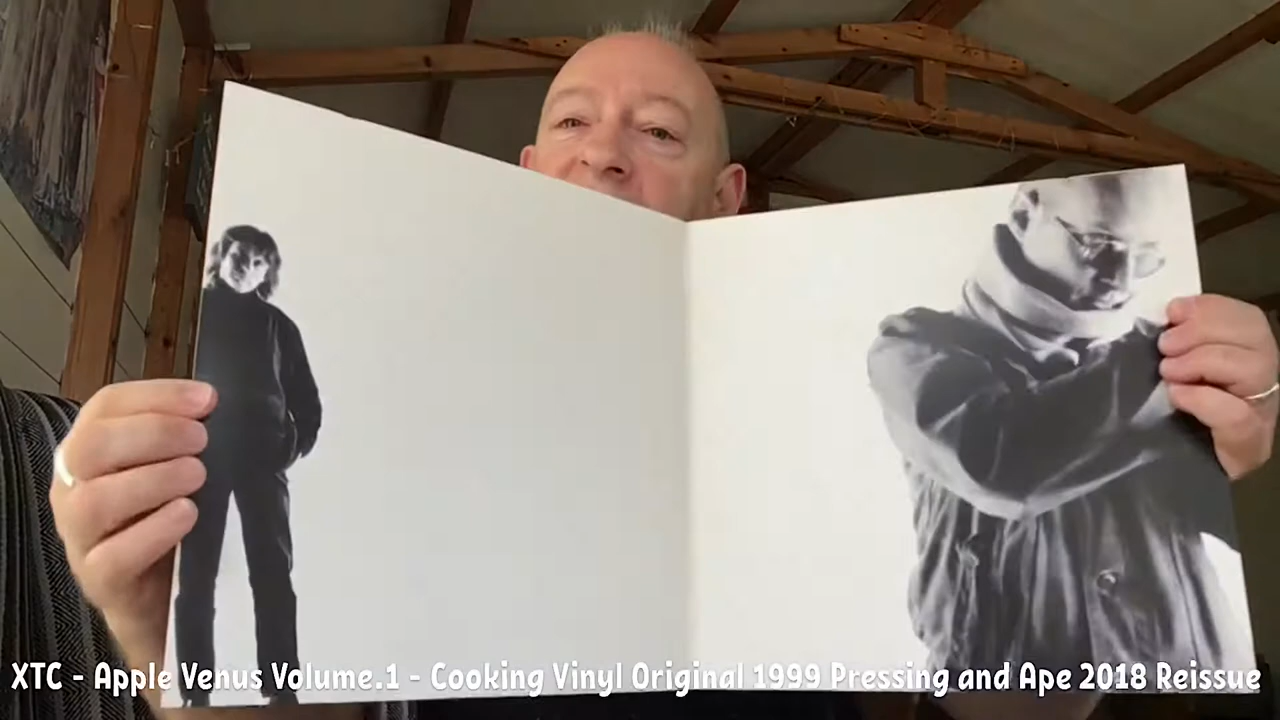 XTC - Apple Venus Volume.1 - Cooking Vinyl Original 1999 Pressing and Ape 2018 Reissue